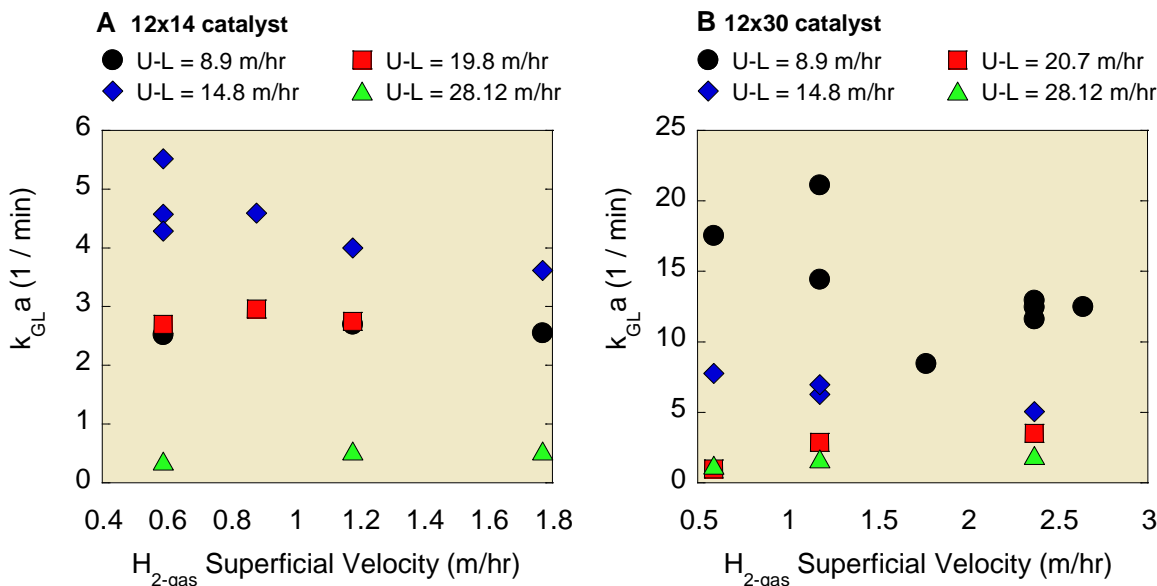 A 12x14 catalyst
U-L = 8.9 m/hr
U-L = 19.8 m/hr
U-L = 14.8 m/hr
U-L = 28.12 m/hr
6
5
4
3
2
1
0
k_GL a (1 / min)
0.4 0.6 0.8 1 1.2 1.4 1.6 1.8
H_2-gas Superficial Velocity (m/hr)
B 12x30 catalyst
U-L = 8.9 m/hr
U-L = 20.7 m/hr
U-L = 14.8 m/hr
U-L = 28.12 m/hr
25
20
15
10
5
0
k_GL a (1 / min)
0.5 1 1.5 2 2.5 3
H_2-gas Superficial Velocity (m/hr)